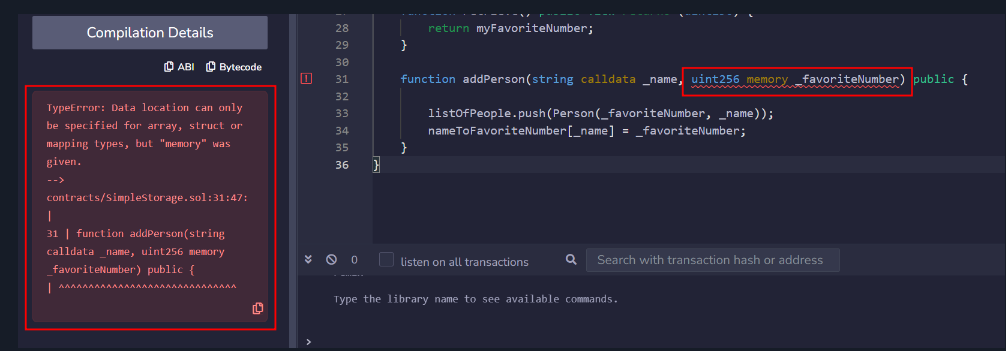 Compilation Details
ABI Bytecode
TypeError: Data location can only
be specified for array, struct or
mapping types, but "memory" was
given.
-->
contracts/SimpleStorage.sol:31:47:
|
31 | function addPerson(string
calldata _name, uint256 memory
_favoriteNumber) public {
| ^^^^^^^^^^^^^^^^^^^^^^^^^^^^^^^
28 return myFavoriteNumber;
29 }
30
31 function addPerson(string calldata _name, uint256 memory _favoriteNumber) public {
32
33 listOfPeople.push(Person(_favoriteNumber, _name));
34 nameToFavoriteNumber[_name] = _favoriteNumber;
35 }
36 }
0 listen on all transactions Search with transaction hash or address
Type the library name to see available commands.
>